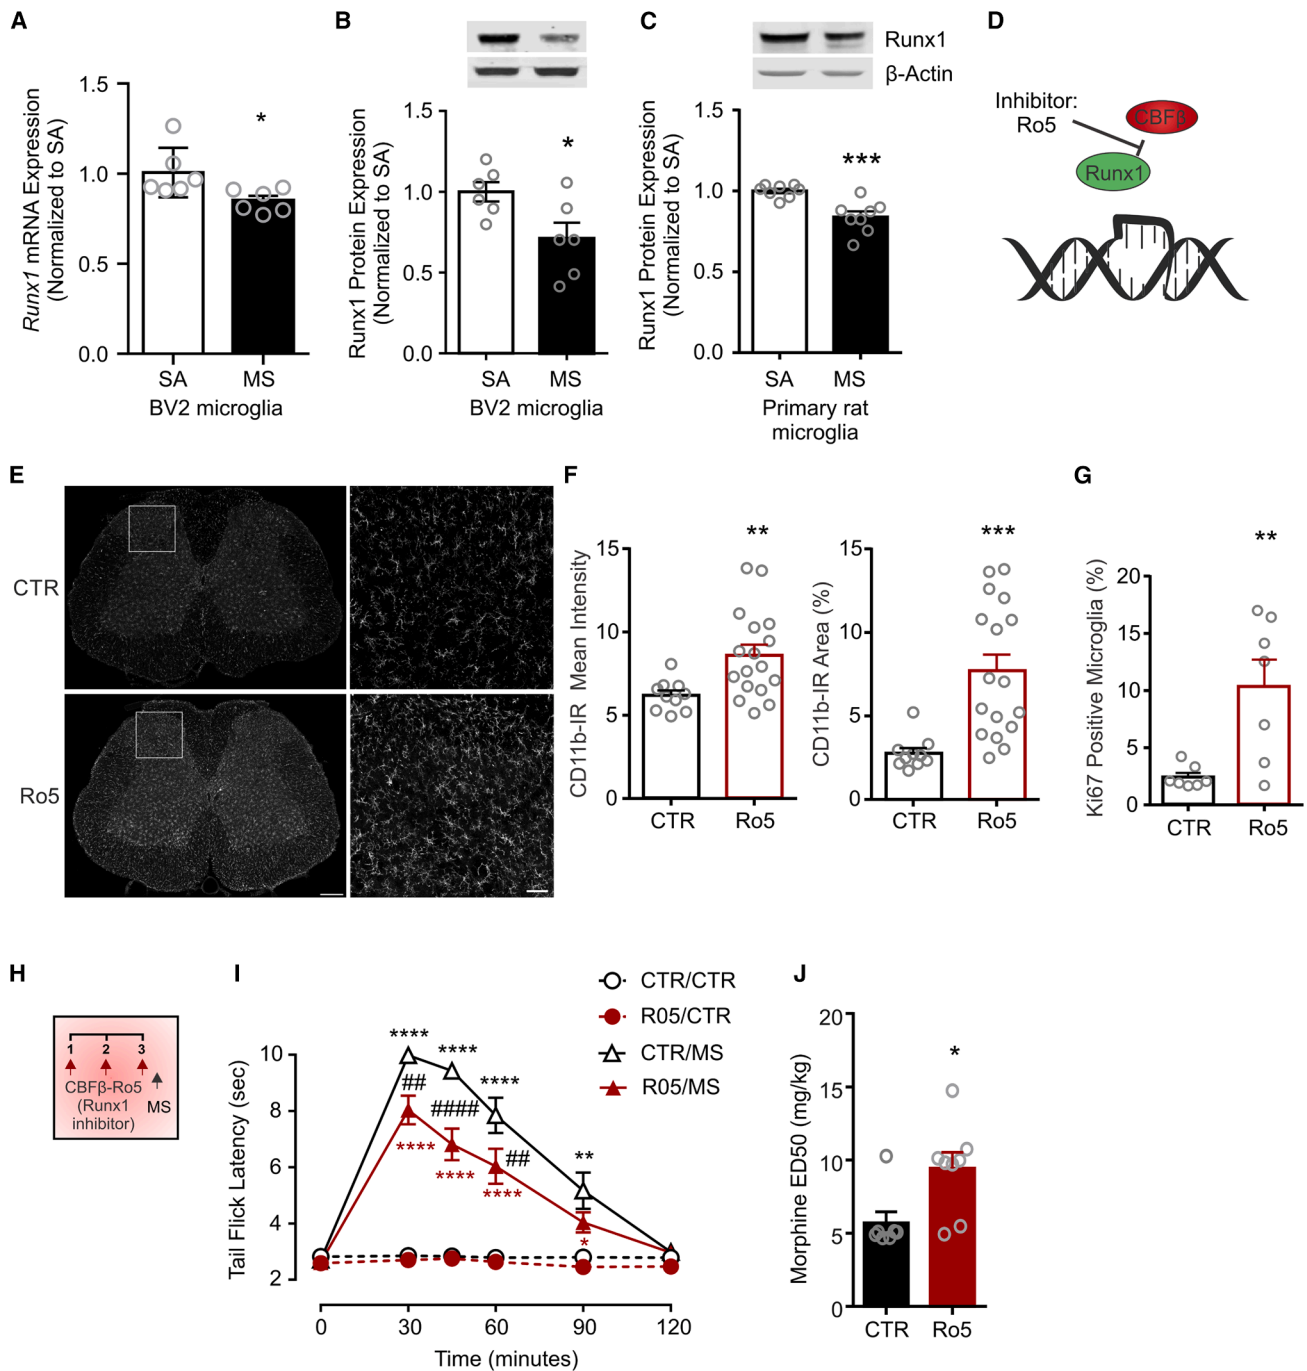 A
Runx1 mRNA Expression
(Normalized to SA)
1.5
1.0
0.5
0.0
*
SA MS
BV2 microglia
B
Runx1 Protein Expression
(Normalized to SA)
1.5
1.0
0.5
0.0
*
SA MS
BV2 microglia
C
Runx1
β-Actin
Runx1 Protein Expression
(Normalized to SA)
1.5
1.0
0.5
0.0
***
SA MS
Primary rat
microglia
D
Inhibitor:
Ro5
CBFβ
Runx1
E
CTR
Ro5
F
CD11b-IR Mean Intensity
15
10
5
0
**
CTR Ro5
CD11b-IR Area (%)
15
10
5
0
***
CTR Ro5
G
Ki67 Positive Microglia (%)
20
15
10
5
0
**
CTR Ro5
H
1 2 3
CBFβ-Ro5
(Runx1
inhibitor)
MS
I
CTR/CTR
R05/CTR
CTR/MS
R05/MS
Tail Flick Latency (sec)
10
8
6
4
2
****
****
****
**
##
####
##
****
****
****
*
0 30 60 90 120
Time (minutes)
J
Morphine ED50 (mg/kg)
20
15
10
5
0
*
CTR Ro5